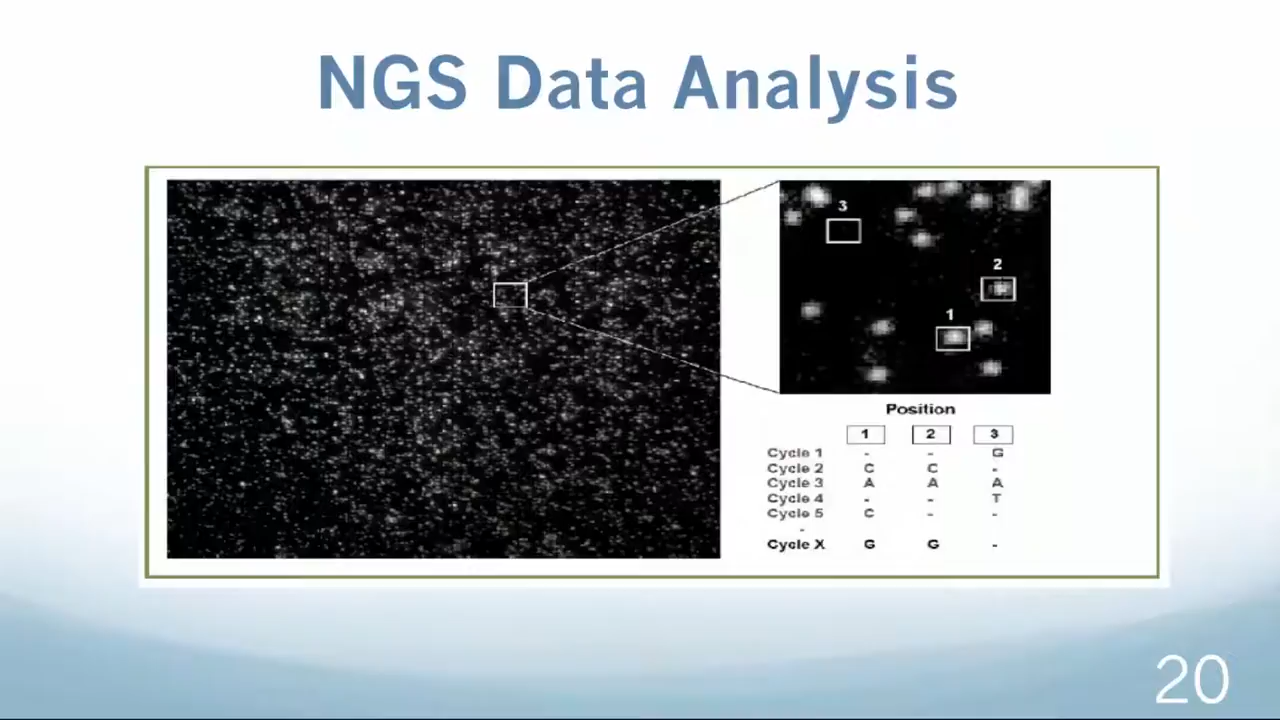 NGS Data Analysis
3
2
1
Position
1 2 3
Cycle 1 - - G
Cycle 2 C C -
Cycle 3 A A A
Cycle 4 - - T
Cycle 5 C - -
-
Cycle X G G -
20